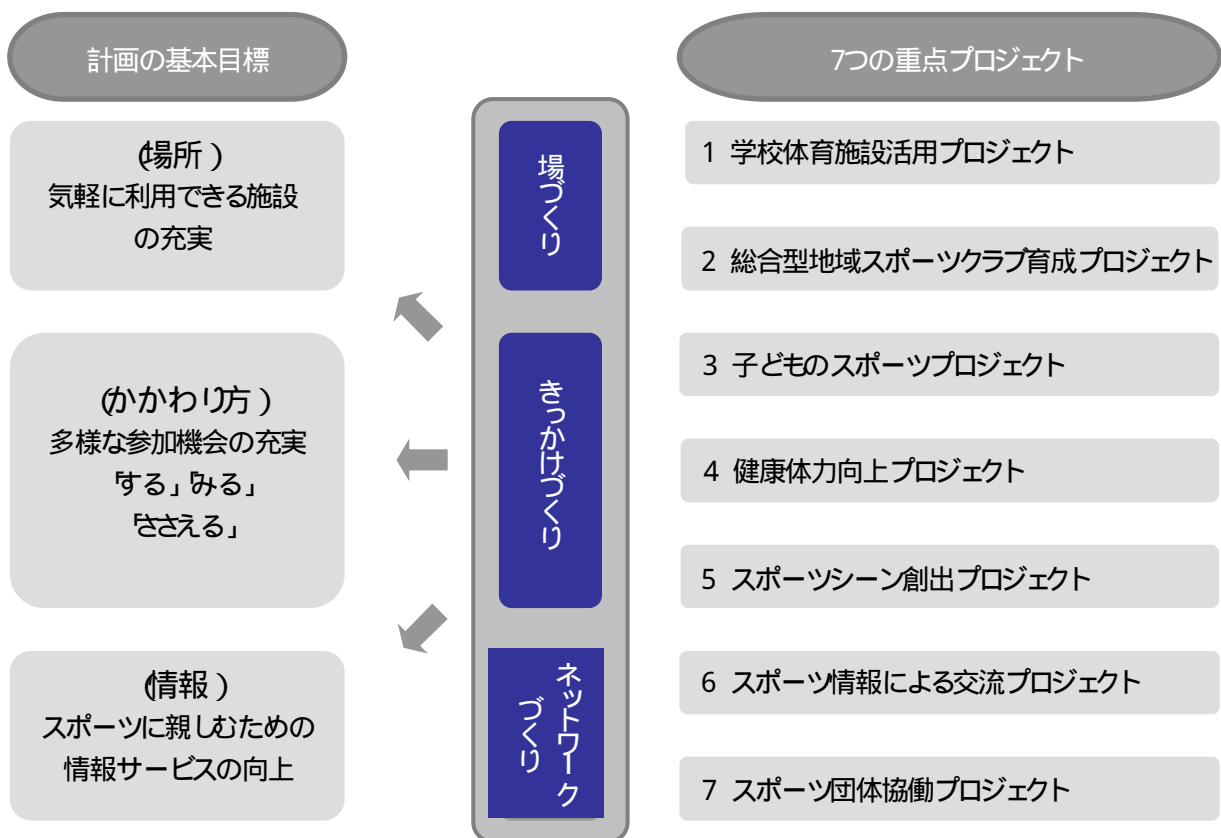 計画の基本目標
(場所）
気軽に利用できる施設
の充実
(かかわり方）
多様な参加機会の充実
「する」「みる」
「ささえる」
(情報）
スポーツに親しむための
情報サービスの向上
場づくり
きっかけづくり
ネットワーク
づくり
7つの重点プロジェクト
1 学校体育施設活用プロジェクト
2 総合型地域スポーツクラブ育成プロジェクト
3 子どものスポーツプロジェクト
4 健康体力向上プロジェクト
5 スポーツシーン創出プロジェクト
6 スポーツ情報による交流プロジェクト
7 スポーツ団体協働プロジェクト